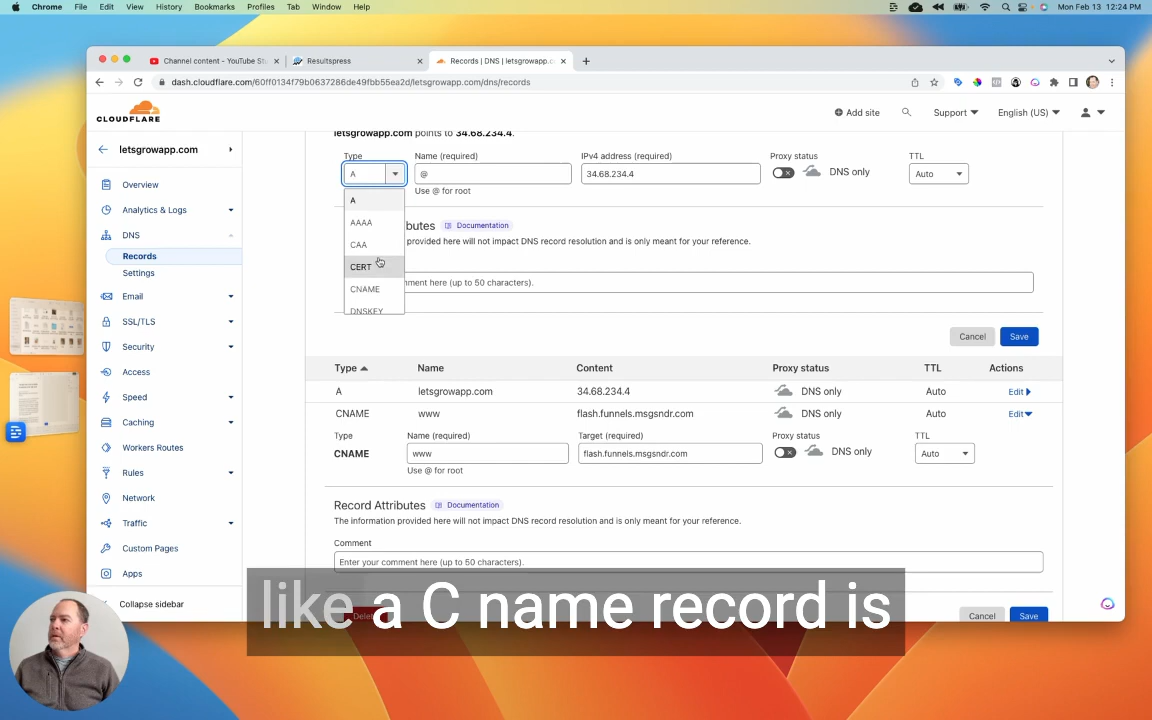 Chrome File Edit View History Bookmarks Profiles Tab Window Help Mon Feb 13 12:24 PM
Channel content - YouTube St Resultspress Records | DNS | letsgrowapp.co
dash.cloudflare.com/60ff0134f79b0637286de49fbb55ea2d/letsgrowapp.com/dns/records
CLOUDFLARE
Add site Support English (US)
letsgrowapp.com
Overview
Analytics & Logs
DNS
Records
Settings
Email
SSL/TLS
Security
Access
Speed
Caching
Workers Routes
Rules
Network
Traffic
Custom Pages
Apps
Collapse sidebar
letsgrowapp.com points to 34.68.234.4.
Type Name (required) IPv4 address (required) Proxy status TTL
A @ 34.68.234.4 DNS only Auto
Use @ for root
A
AAAA
CAA
CERT
CNAME
DNSKEY
butes Documentation
provided here will not impact DNS record resolution and is only meant for your reference.
mment here (up to 50 characters).
Cancel Save
Type Name Content Proxy status TTL Actions
A letsgrowapp.com 34.68.234.4 DNS only Auto Edit
CNAME www flash.funnels.msgsndr.com DNS only Auto Edit
Type Name (required) Target (required) Proxy status TTL
CNAME www flash.funnels.msgsndr.com DNS only Auto
Use @ for root
Record Attributes Documentation
The information provided here will not impact DNS record resolution and is only meant for your reference.
Comment
Enter your comment here (up to 50 characters).
Delete Cancel Save
like a C name record is